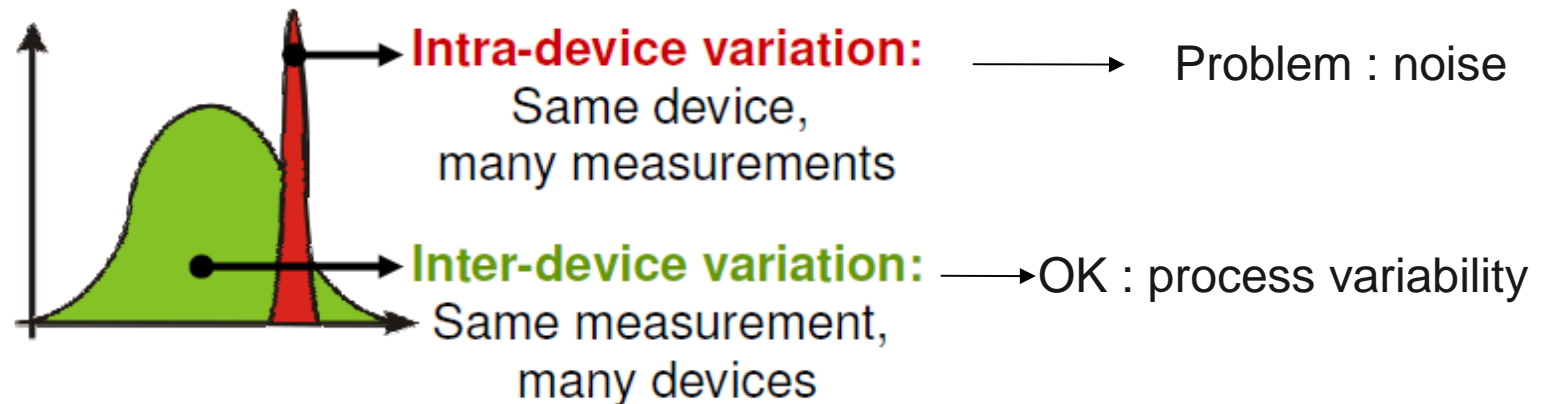 Intra-device variation:
Same device,
many measurements
Problem : noise
Inter-device variation:
Same measurement,
many devices
OK : process variability